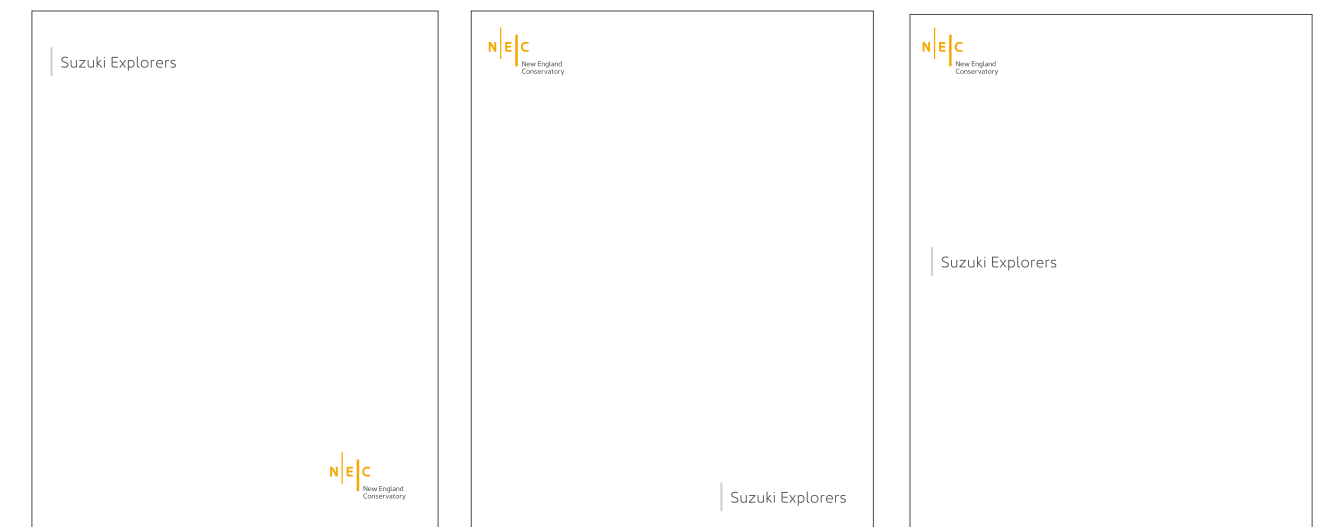 Suzuki Explorers
N E C
New England
Conservatory
N E C
New England
Conservatory
Suzuki Explorers
N E C
New England
Conservatory
Suzuki Explorers